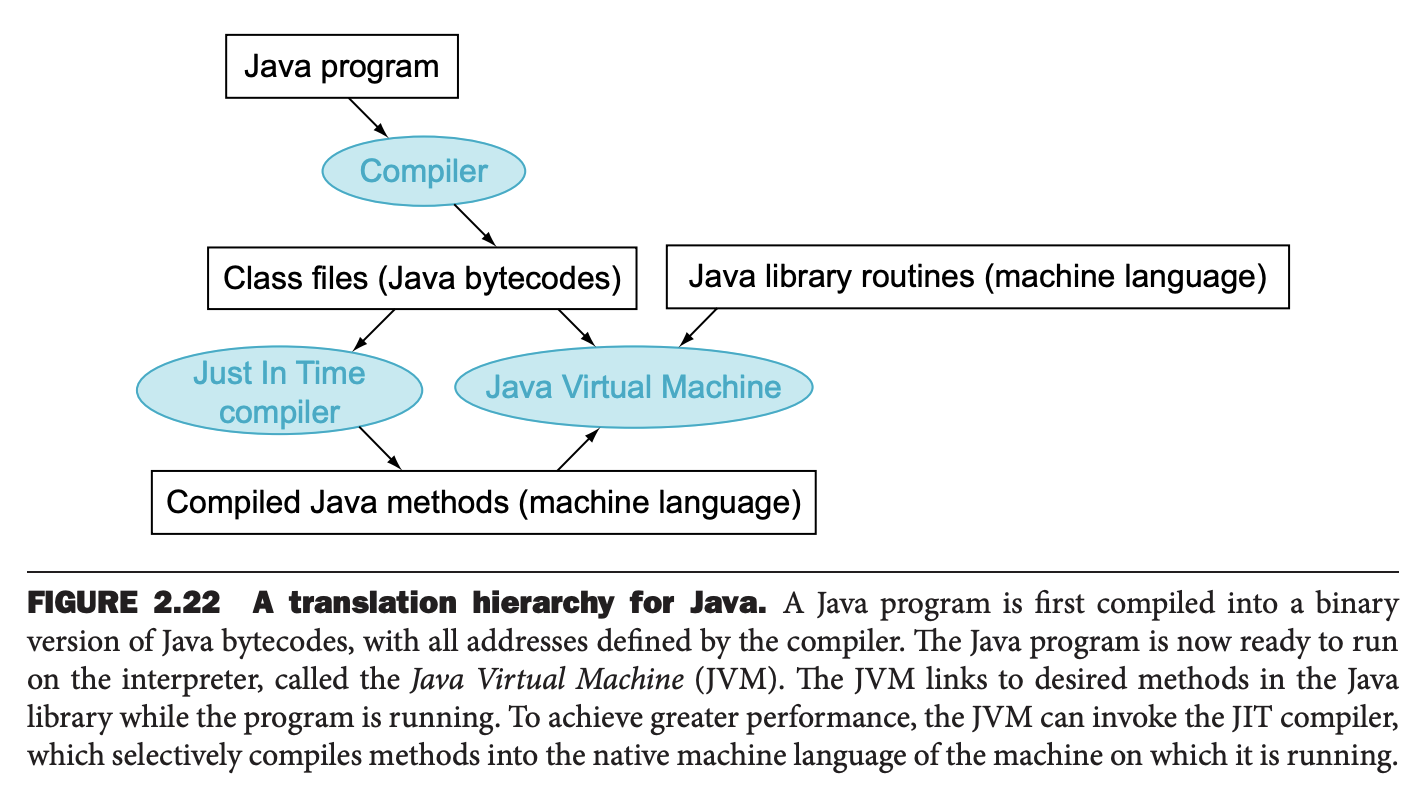 Java program
Compiler
Class files (Java bytecodes)
Java library routines (machine language)
Just In Time
compiler
Java Virtual Machine
Compiled Java methods (machine language)
FIGURE 2.22 A translation hierarchy for Java. A Java program is first compiled into a binary
version of Java bytecodes, with all addresses defined by the compiler. The Java program is now ready to run
on the interpreter, called the Java Virtual Machine (JVM). The JVM links to desired methods in the Java
library while the program is running. To achieve greater performance, the JVM can invoke the JIT compiler,
which selectively compiles methods into the native machine language of the machine on which it is running.